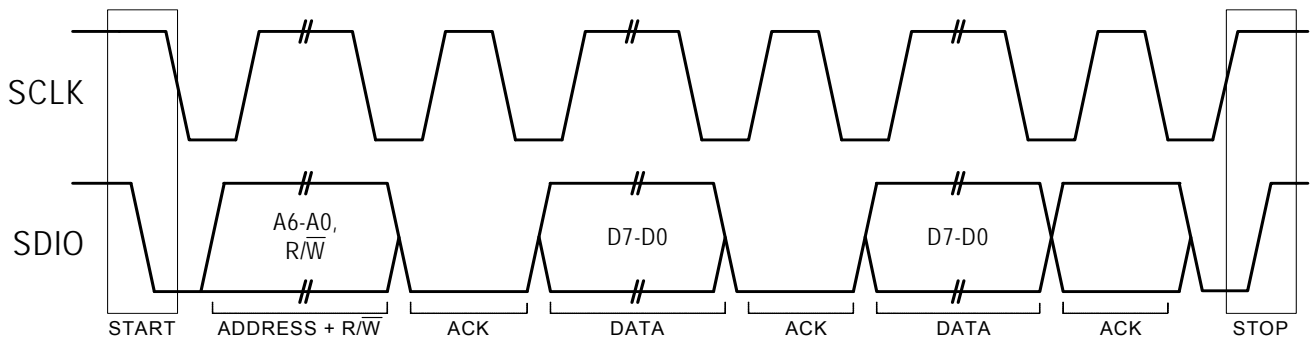 SCLK
SDIO
A6-A0,
R/W̅
D7-D0
D7-D0
START
ADDRESS + R/W̅
ACK
DATA
ACK
DATA
ACK
STOP